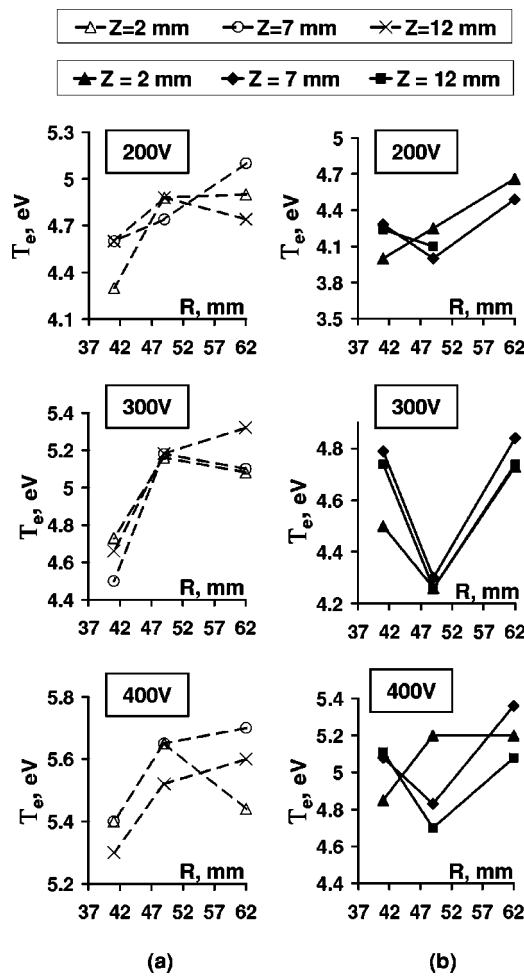 Z=2 mm Z=7 mm Z=12 mm
Z = 2 mm Z = 7 mm Z = 12 mm
200V
Te, eV
5.3
5
4.7
4.4
4.1
R, mm
37 42 47 52 57 62
200V
Te, eV
5
4.7
4.4
4.1
3.8
3.5
R, mm
37 42 47 52 57 62
300V
Te, eV
5.4
5.2
5
4.8
4.6
4.4
R, mm
37 42 47 52 57 62
300V
Te, eV
4.8
4.6
4.4
4.2
R, mm
37 42 47 52 57 62
400V
Te, eV
5.8
5.6
5.4
5.2
R, mm
37 42 47 52 57 62
400V
Te, eV
5.4
5.2
5
4.8
4.6
4.4
R, mm
37 42 47 52 57 62
(a) (b)